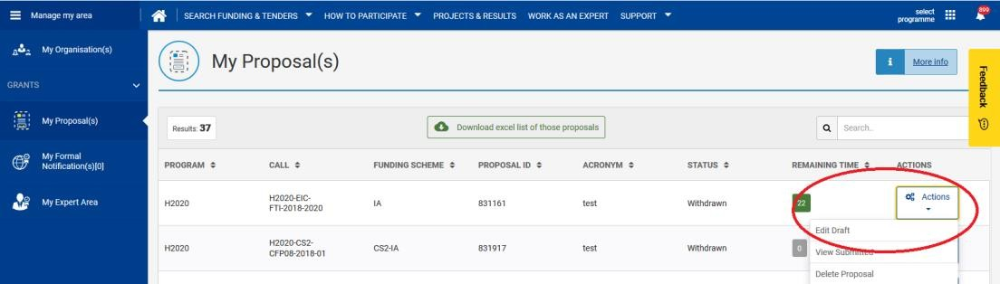 Manage my area
SEARCH FUNDING & TENDERS HOW TO PARTICIPATE PROJECTS & RESULTS WORK AS AN EXPERT SUPPORT
select
programme
899
My Organisation(s)
GRANTS
My Proposal(s)
My Formal
Notification(s)[0]
My Expert Area
My Proposal(s)
i More info
Feedback
Results: 37
Download excel list of those proposals
Search..
PROGRAM CALL FUNDING SCHEME PROPOSAL ID ACRONYM STATUS REMAINING TIME ACTIONS
H2020
H2020-EIC-
FTI-2018-2020
IA 831161 test Withdrawn 22 Actions
H2020
H2020-CS2-
CFP08-2018-01
CS2-IA 831917 test Withdrawn 0
Edit Draft
View Submitted
Delete Proposal